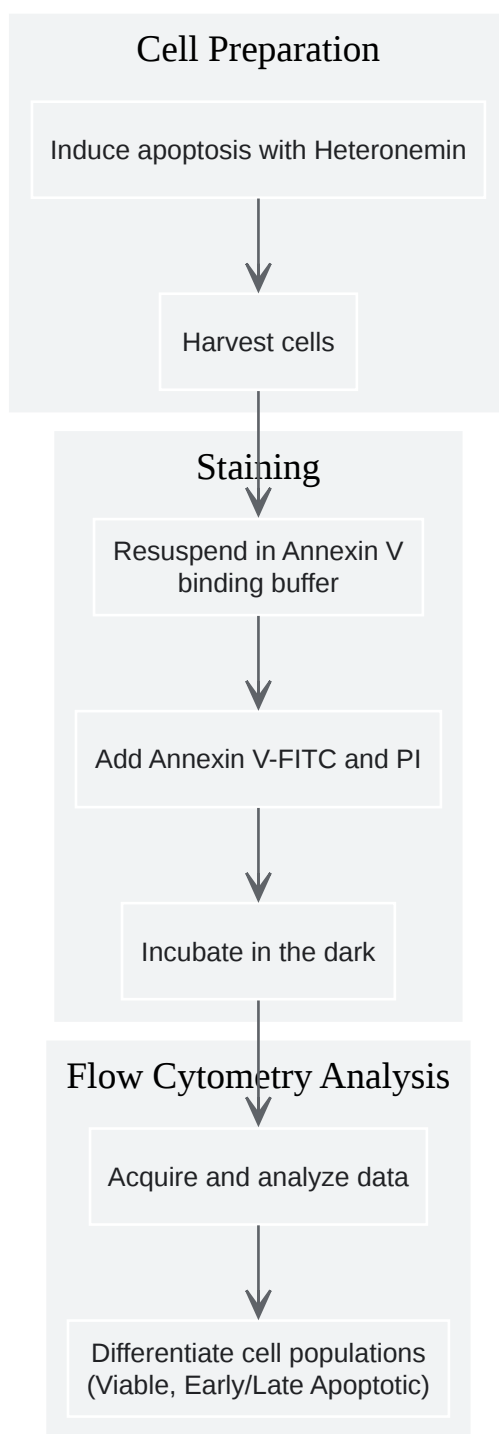 Cell Preparation
Induce apoptosis with Heteronemin
Harvest cells
Staining
Resuspend in Annexin V
binding buffer
Add Annexin V-FITC and PI
Incubate in the dark
Flow Cytometry Analysis
Acquire and analyze data
Differentiate cell populations
(Viable, Early/Late Apoptotic)